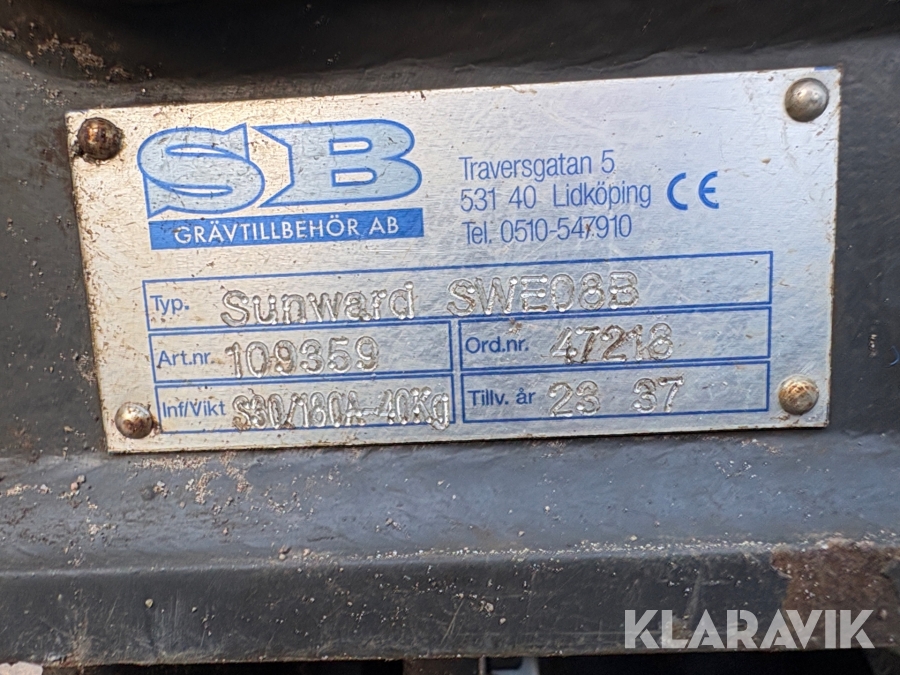 SB
GRÄVTILLBEHÖR AB
Traversgatan 5
531 40 Lidköping
Tel. 0510-547910
CE
Typ. Sunward SWE08B
Art.nr. 109359
Ord.nr. 47218
Inf/Vikt S30/180A-40Kg
Tillv. år 23 37
KLARAVIK